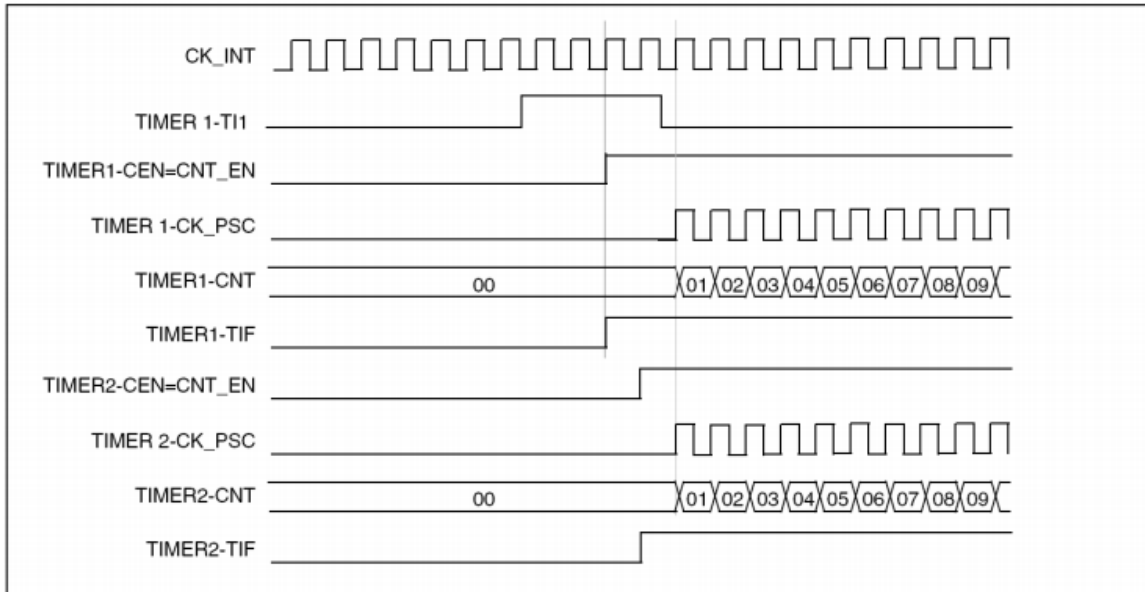 CK_INT
TIMER 1-TI1
TIMER1-CEN=CNT_EN
TIMER 1-CK_PSC
TIMER1-CNT 00 01 02 03 04 05 06 07 08 09
TIMER1-TIF
TIMER2-CEN=CNT_EN
TIMER 2-CK_PSC
TIMER2-CNT 00 01 02 03 04 05 06 07 08 09
TIMER2-TIF